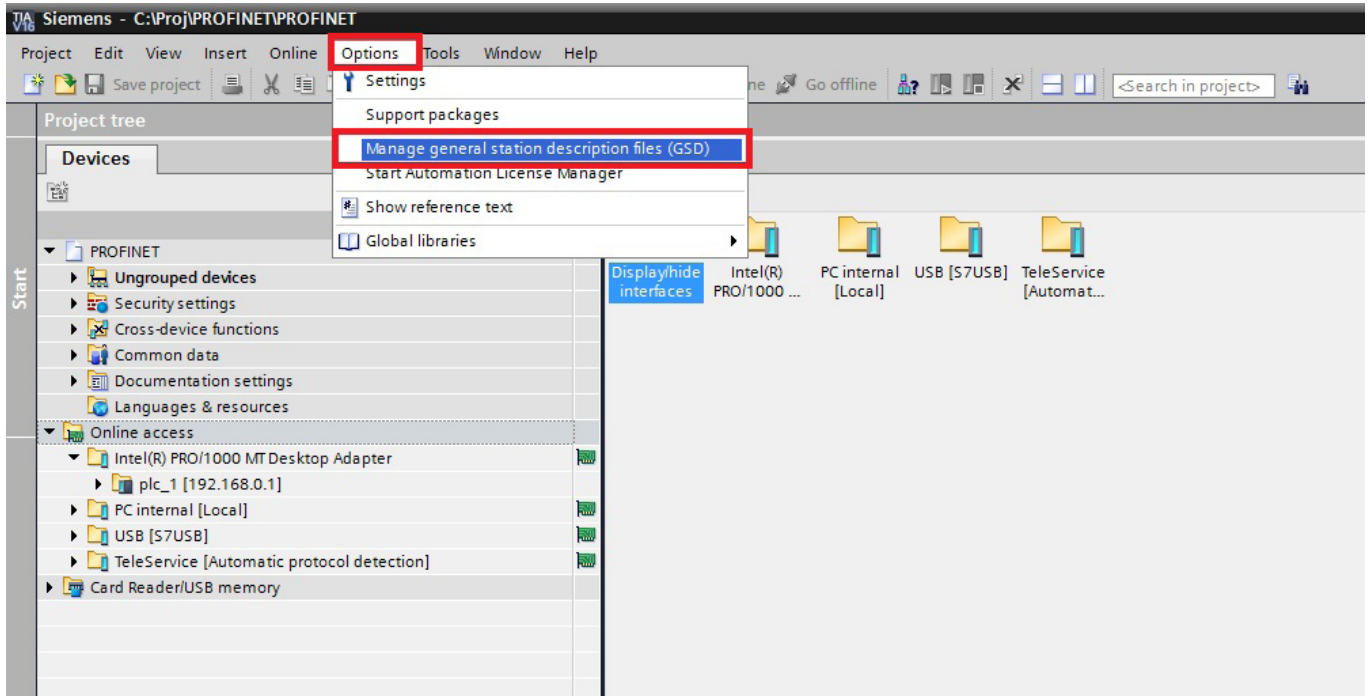 TIA V16 Siemens - C:\Proj\PROFINET\PROFINET
Project Edit View Insert Online Options Tools Window Help
Save project ne Go offline <Search in project>
Settings
Support packages
Manage general station description files (GSD)
Start Automation License Manager
Show reference text
Global libraries
Start
Project tree
Devices
PROFINET
Ungrouped devices
Security settings
Cross-device functions
Common data
Documentation settings
Languages & resources
Online access
Intel(R) PRO/1000 MT Desktop Adapter
plc_1 [192.168.0.1]
PC internal [Local]
USB [S7USB]
TeleService [Automatic protocol detection]
Card Reader/USB memory
Display/hide interfaces
Intel(R) PRO/1000 ...
PC internal [Local]
USB [S7USB]
TeleService [Automat...